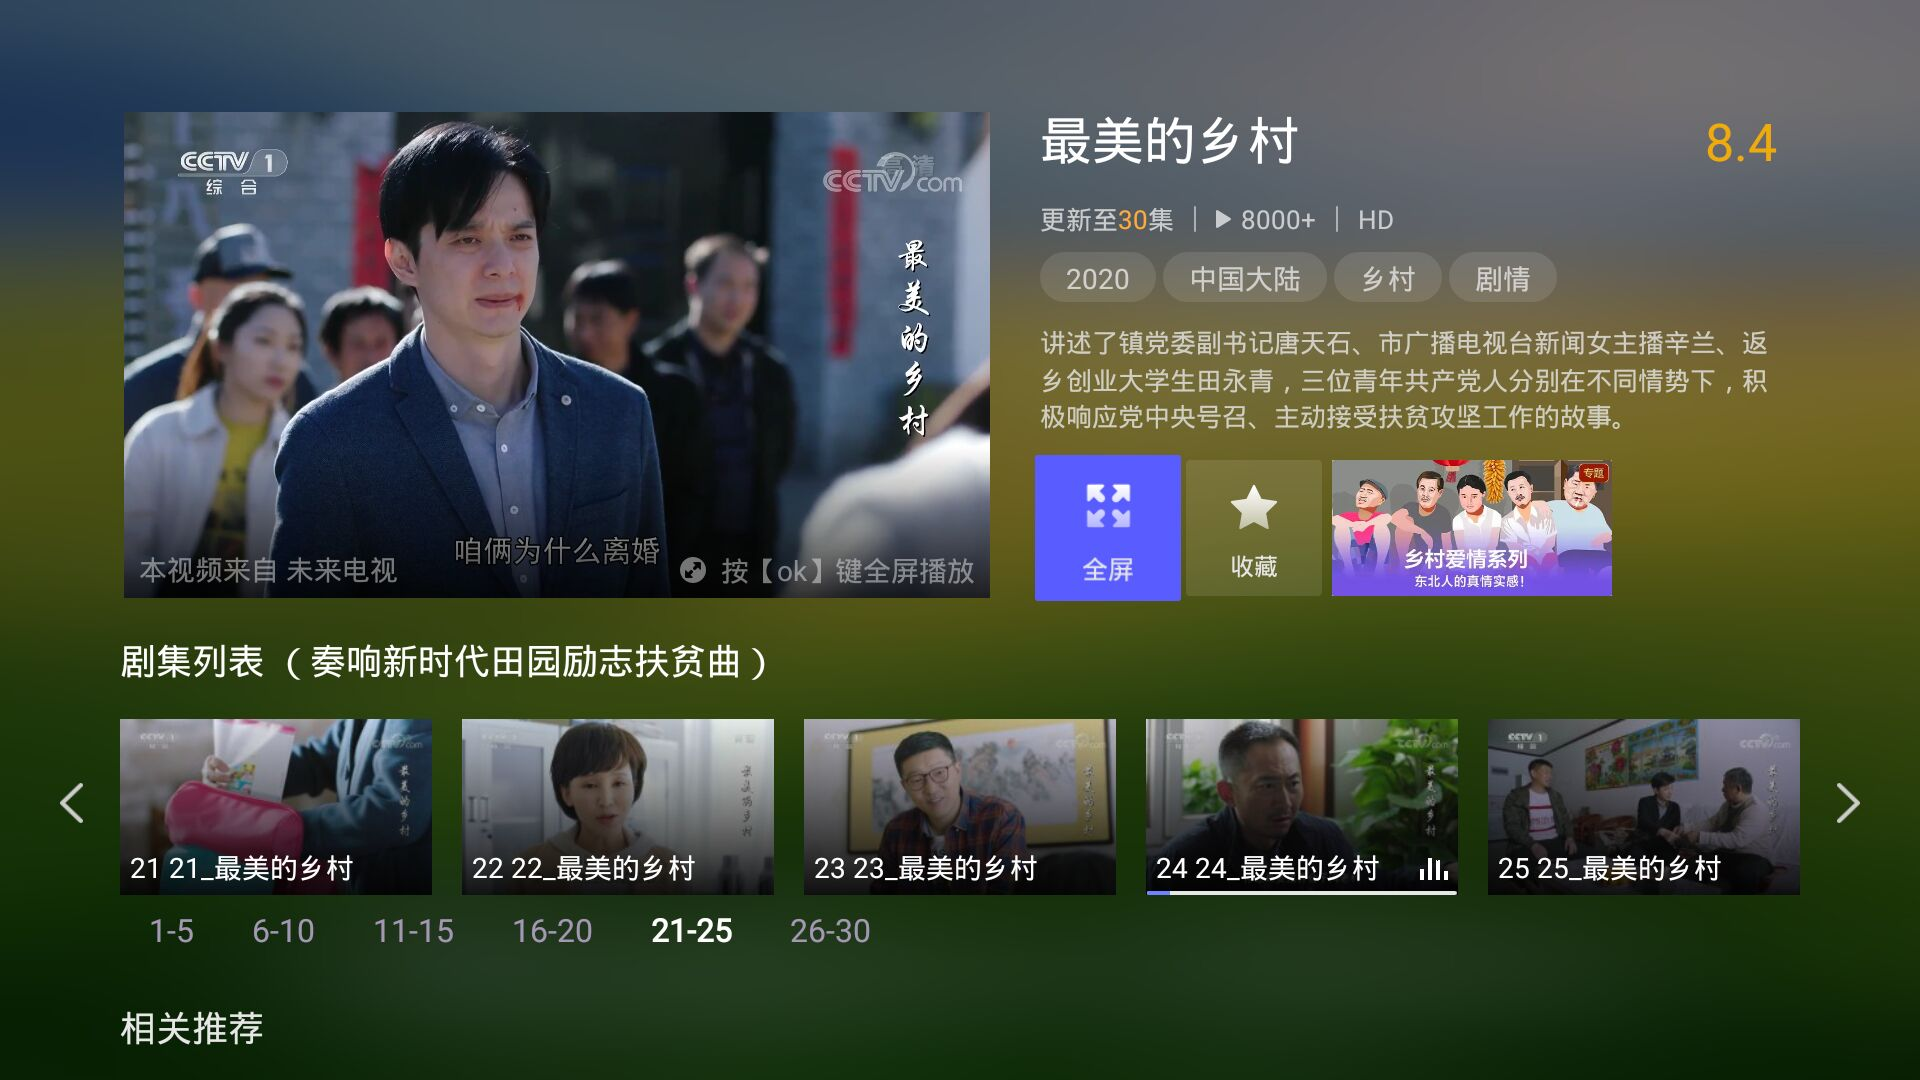 CCTV 1
综合
高清
CCTV.com
最美的乡村
咱俩为什么离婚
本视频来自 未来电视
按【ok】键全屏播放
最美的乡村
8.4
更新至30集 | 8000+ | HD
2020 中国大陆 乡村 剧情
讲述了镇党委副书记唐天石、市广播电视台新闻女主播辛兰、返
乡创业大学生田永青，三位青年共产党人分别在不同情势下，积
极响应党中央号召、主动接受扶贫攻坚工作的故事。
全屏
收藏
专题
乡村爱情系列
东北人的真情实感！
剧集列表 （奏响新时代田园励志扶贫曲）
21 21_最美的乡村
22 22_最美的乡村
23 23_最美的乡村
24 24_最美的乡村
25 25_最美的乡村
1-5 6-10 11-15 16-20 21-25 26-30
相关推荐